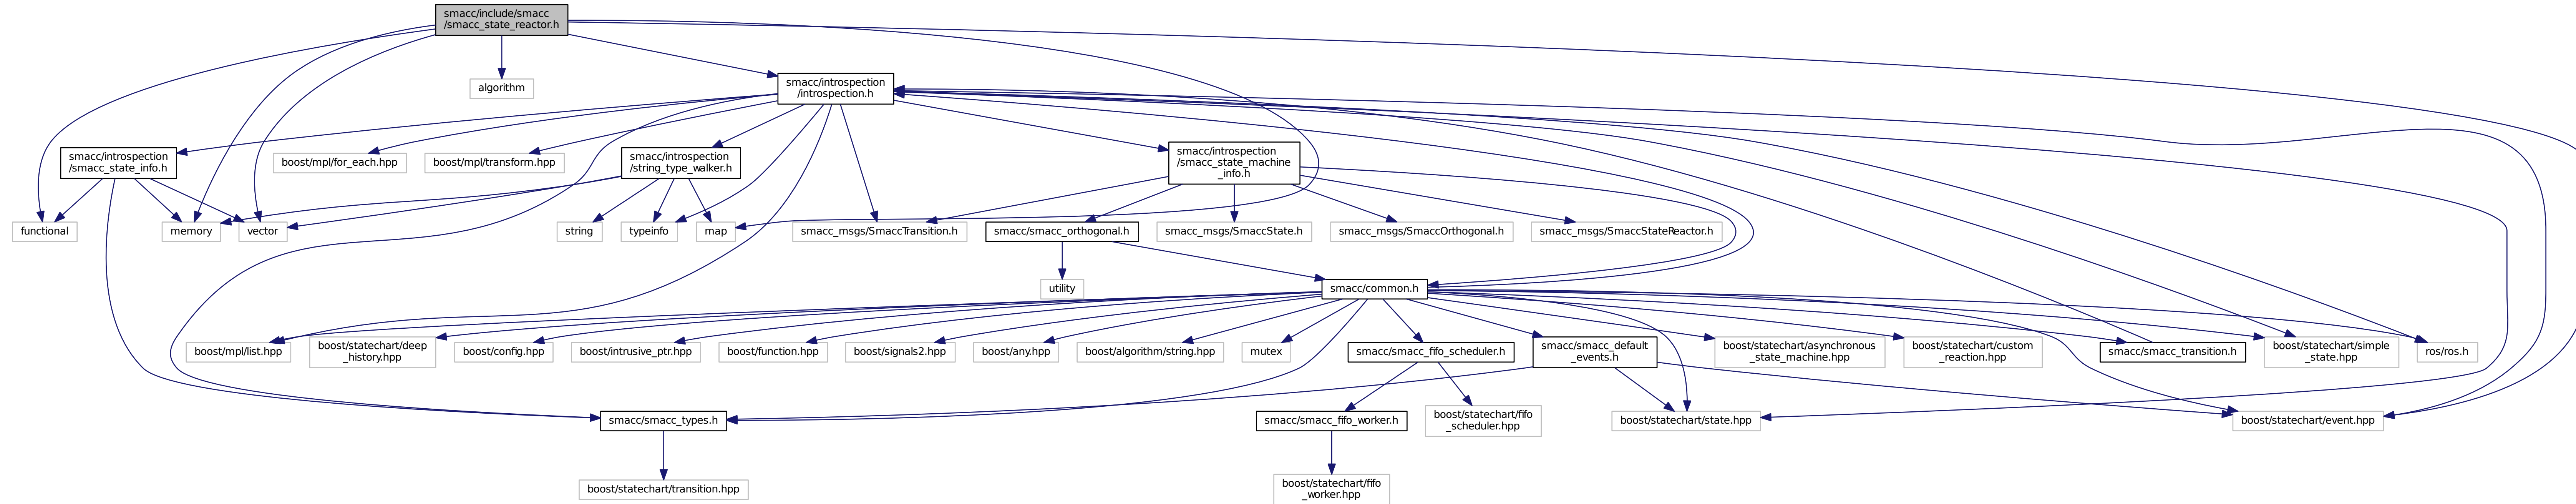 smacc/include/smacc
/smacc_state_reactor.h
algorithm
smacc/introspection
/introspection.h
smacc/introspection
/smacc_state_info.h
boost/mpl/for_each.hpp
boost/mpl/transform.hpp
smacc/introspection
/string_type_walker.h
smacc/introspection
/smacc_state_machine
_info.h
functional
memory
vector
string
typeinfo
map
smacc_msgs/SmaccTransition.h
smacc/smacc_orthogonal.h
smacc_msgs/SmaccState.h
smacc_msgs/SmaccOrthogonal.h
smacc_msgs/SmaccStateReactor.h
utility
smacc/common.h
boost/mpl/list.hpp
boost/statechart/deep
_history.hpp
boost/config.hpp
boost/intrusive_ptr.hpp
boost/function.hpp
boost/signals2.hpp
boost/any.hpp
boost/algorithm/string.hpp
mutex
smacc/smacc_fifo_scheduler.h
smacc/smacc_default
_events.h
boost/statechart/asynchronous
_state_machine.hpp
boost/statechart/custom
_reaction.hpp
smacc/smacc_transition.h
boost/statechart/simple
_state.hpp
ros/ros.h
smacc/smacc_types.h
smacc/smacc_fifo_worker.h
boost/statechart/fifo
_scheduler.hpp
boost/statechart/state.hpp
boost/statechart/event.hpp
boost/statechart/transition.hpp
boost/statechart/fifo
_worker.hpp